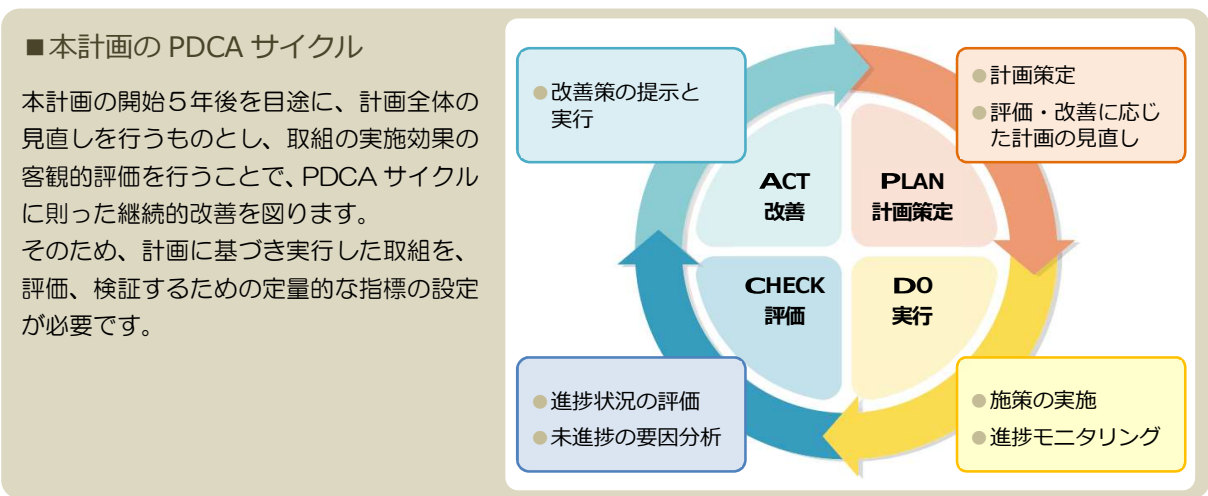 ■本計画の PDCA サイクル
本計画の開始5年後を目途に、計画全体の
見直しを行うものとし、取組の実施効果の
客観的評価を行うことで、PDCA サイクル
に則った継続的改善を図ります。
そのため、計画に基づき実行した取組を、
評価、検証するための定量的な指標の設定
が必要です。
●改善策の提示と
実行
●計画策定
●評価・改善に応じ
た計画の見直し
ACT
改善
PLAN
計画策定
CHECK
評価
DO
実行
●進捗状況の評価
●未進捗の要因分析
●施策の実施
●進捗モニタリング